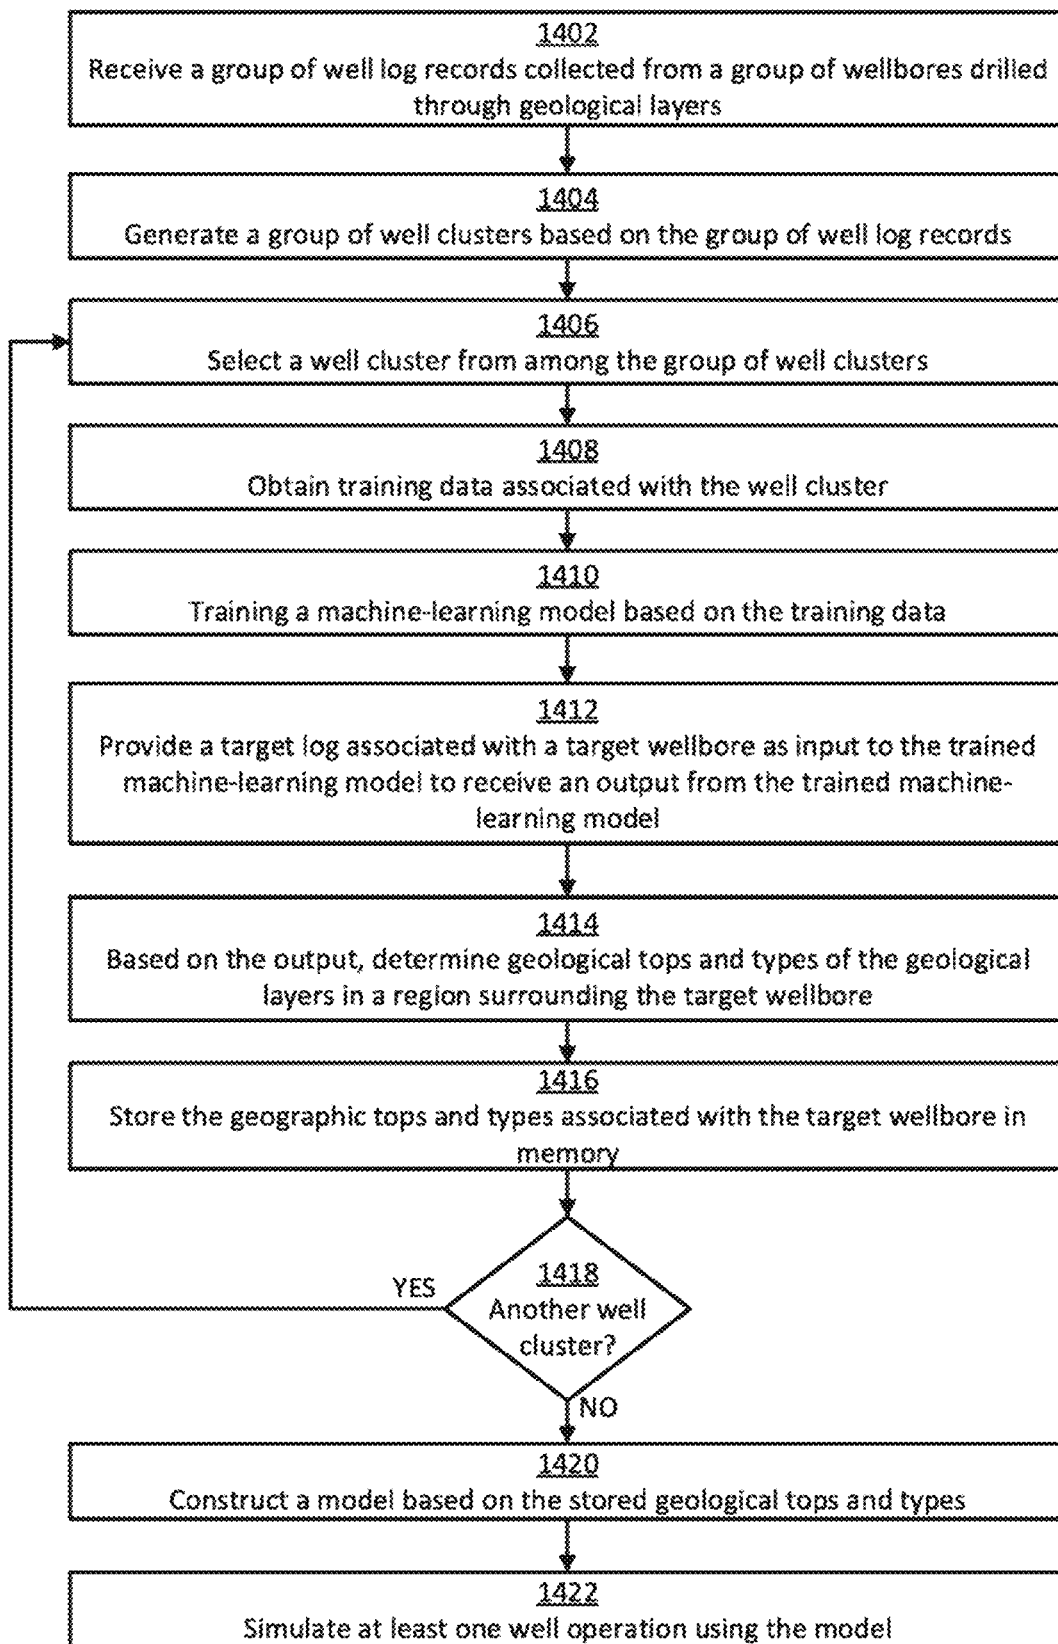 1402
Receive a group of well log records collected from a group of wellbores drilled
through geological layers
1404
Generate a group of well clusters based on the group of well log records
1406
Select a well cluster from among the group of well clusters
1408
Obtain training data associated with the well cluster
1410
Training a machine-learning model based on the training data
1412
Provide a target log associated with a target wellbore as input to the trained
machine-learning model to receive an output from the trained machine-
learning model
1414
Based on the output, determine geological tops and types of the geological
layers in a region surrounding the target wellbore
1416
Store the geographic tops and types associated with the target wellbore in
memory
1418
YES
Another well
cluster?
NO
1420
Construct a model based on the stored geological tops and types
1422
Simulate at least one well operation using the model